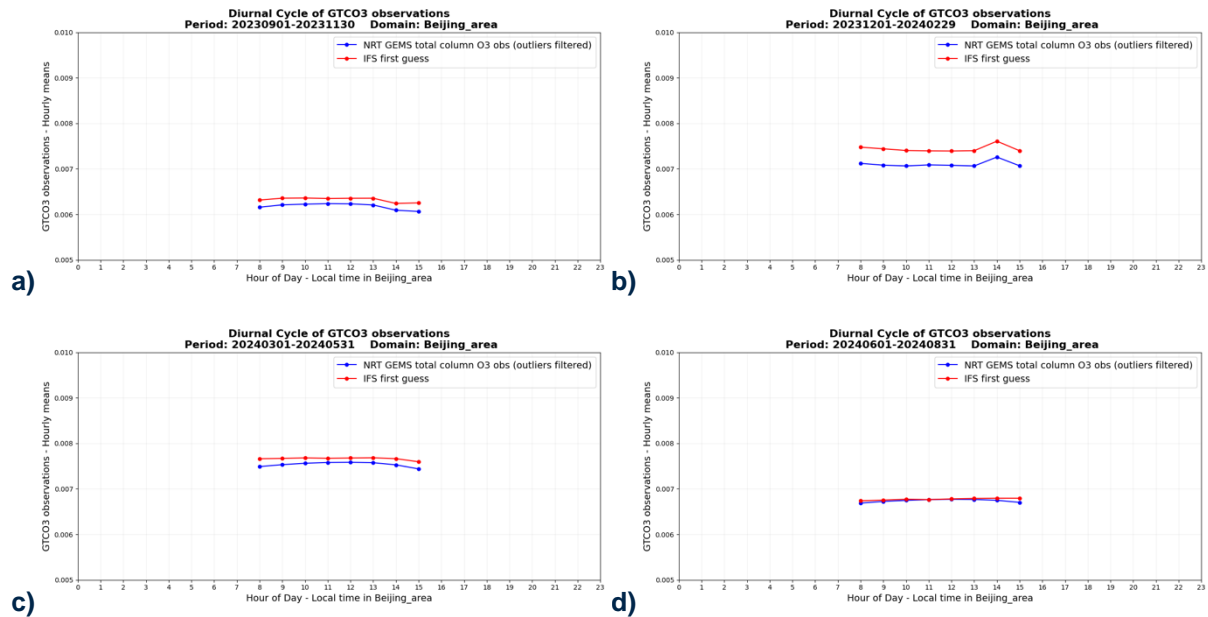 Diurnal Cycle of GTCO3 observations
Period: 20230901-20231130    Domain: Beijing_area
0.010
0.009
0.008
0.007
0.006
0.005
GTCO3 observations - Hourly means
NRT GEMS total column O3 obs (outliers filtered)
IFS first guess
0 1 2 3 4 5 6 7 8 9 10 11 12 13 14 15 16 17 18 19 20 21 22 23
Hour of Day - Local time in Beijing_area
a)
Diurnal Cycle of GTCO3 observations
Period: 20231201-20240229    Domain: Beijing_area
0.010
0.009
0.008
0.007
0.006
0.005
GTCO3 observations - Hourly means
NRT GEMS total column O3 obs (outliers filtered)
IFS first guess
0 1 2 3 4 5 6 7 8 9 10 11 12 13 14 15 16 17 18 19 20 21 22 23
Hour of Day - Local time in Beijing_area
b)
Diurnal Cycle of GTCO3 observations
Period: 20240301-20240531    Domain: Beijing_area
0.010
0.009
0.008
0.007
0.006
0.005
GTCO3 observations - Hourly means
NRT GEMS total column O3 obs (outliers filtered)
IFS first guess
0 1 2 3 4 5 6 7 8 9 10 11 12 13 14 15 16 17 18 19 20 21 22 23
Hour of Day - Local time in Beijing_area
c)
Diurnal Cycle of GTCO3 observations
Period: 20240601-20240831    Domain: Beijing_area
0.010
0.009
0.008
0.007
0.006
0.005
GTCO3 observations - Hourly means
NRT GEMS total column O3 obs (outliers filtered)
IFS first guess
0 1 2 3 4 5 6 7 8 9 10 11 12 13 14 15 16 17 18 19 20 21 22 23
Hour of Day - Local time in Beijing_area
d)